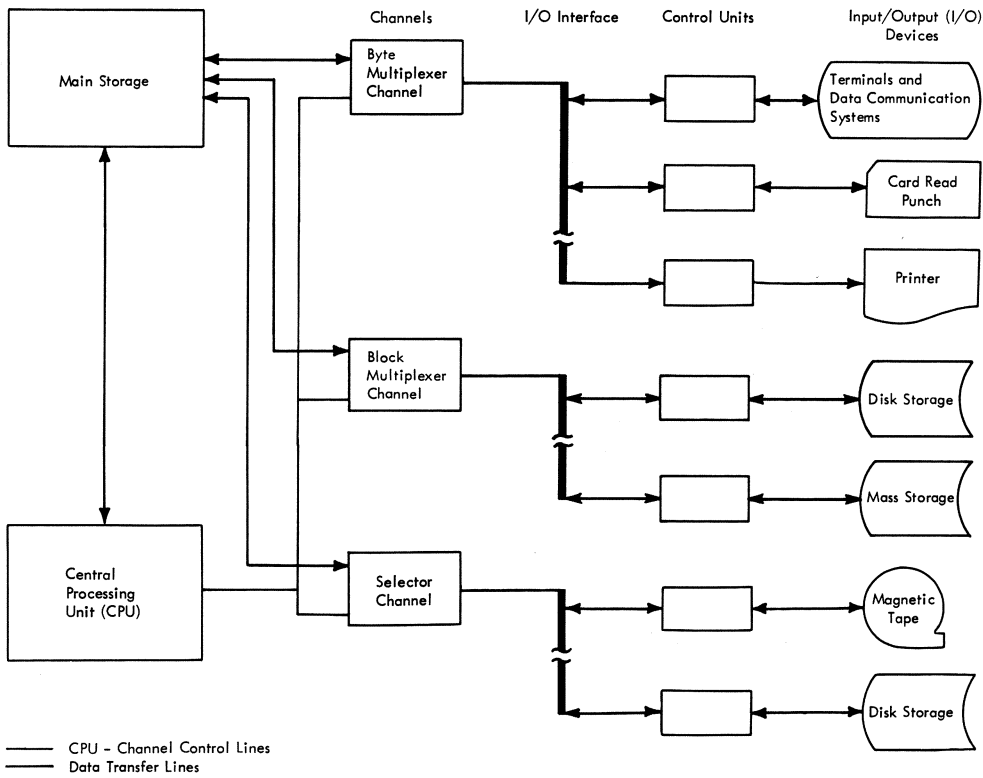 Channels
I/O Interface
Control Units
Input/Output (I/O)
Devices
Main Storage
Byte
Multiplexer
Channel
Terminals and
Data Communication
Systems
Card Read
Punch
Printer
Block
Multiplexer
Channel
Disk Storage
Mass Storage
Central
Processing
Unit (CPU)
Selector
Channel
Magnetic
Tape
Disk Storage
CPU - Channel Control Lines
Data Transfer Lines